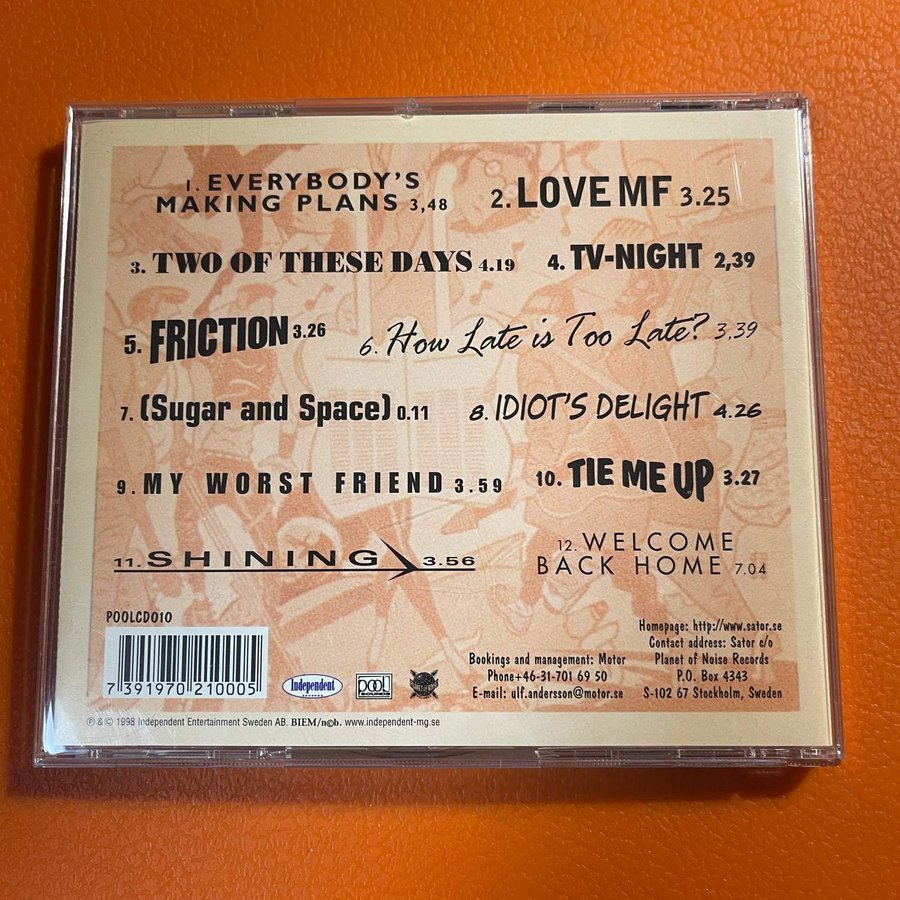 1. EVERYBODY'S
MAKING PLANS 3,48
2. LOVE MF 3.25
3. TWO OF THESE DAYS 4.19
4. TV-NIGHT 2,39
5. FRICTION 3.26
6. How Late is Too Late? 3,39
7. (Sugar and Space) 0.11
8. IDIOT'S DELIGHT 4.26
9. MY WORST FRIEND 3.59
10. TIE ME UP 3.27
11. SHINING 3.56
12. WELCOME
BACK HOME 7.04
POOLCD010
7 391970 210005
Independent
pool
SOUNDS
Bookings and management: Motor
Phone+46-31-701 69 50
E-mail: ulf.andersson@motor.se
Homepage: http://www.sator.se
Contact address: Sator c/o
Planet of Noise Records
P.O. Box 4343
S-102 67 Stockholm, Sweden
℗ & © 1998 Independent Entertainment Sweden AB. BIEM/n©b. www.independent-mg.se